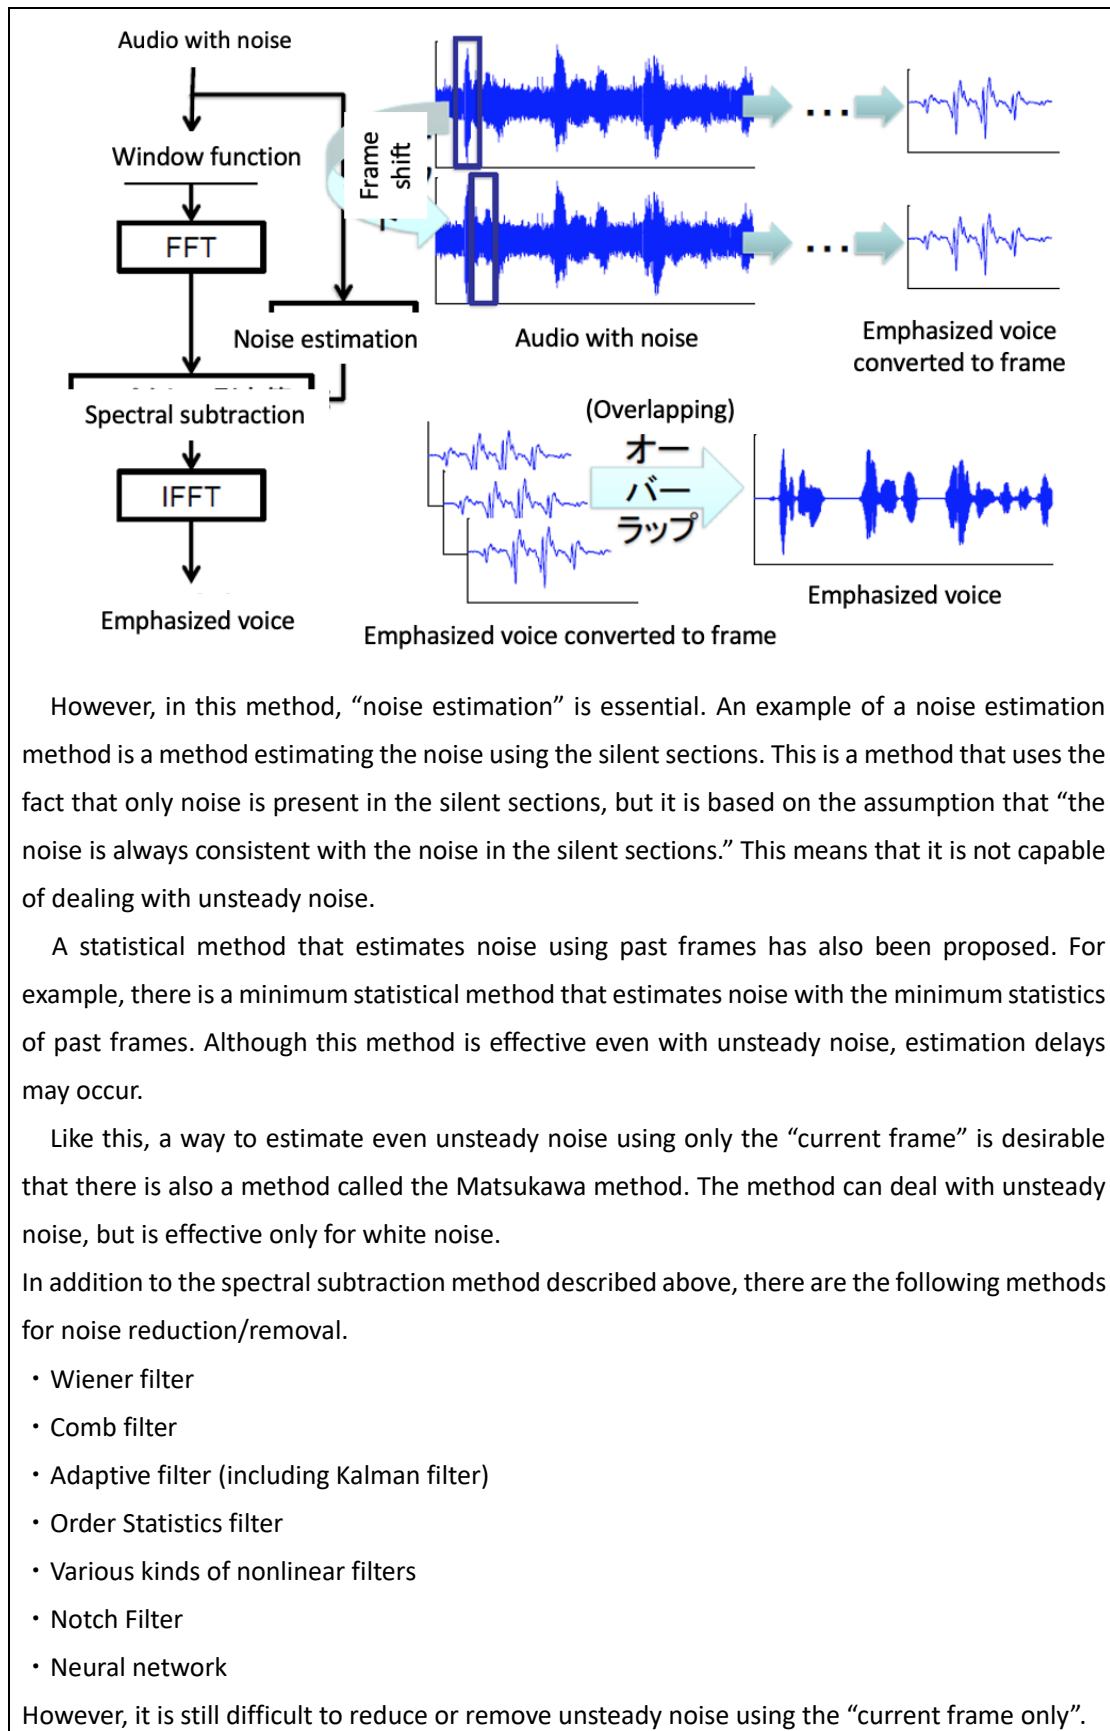 Audio with noise
Window function
FFT
Frame
shift
Noise estimation
Spectral subtraction
IFFT
Emphasized voice
Audio with noise
Emphasized voice
converted to frame
(Overlapping)
オー
バー
ラップ
Emphasized voice converted to frame
Emphasized voice
However, in this method, “noise estimation” is essential. An example of a noise estimation
method is a method estimating the noise using the silent sections. This is a method that uses the
fact that only noise is present in the silent sections, but it is based on the assumption that “the
noise is always consistent with the noise in the silent sections.” This means that it is not capable
of dealing with unsteady noise.
A statistical method that estimates noise using past frames has also been proposed. For
example, there is a minimum statistical method that estimates noise with the minimum statistics
of past frames. Although this method is effective even with unsteady noise, estimation delays
may occur.
Like this, a way to estimate even unsteady noise using only the “current frame” is desirable
that there is also a method called the Matsukawa method. The method can deal with unsteady
noise, but is effective only for white noise.
In addition to the spectral subtraction method described above, there are the following methods
for noise reduction/removal.
・Wiener filter
・Comb filter
・Adaptive filter (including Kalman filter)
・Order Statistics filter
・Various kinds of nonlinear filters
・Notch Filter
・Neural network
However, it is still difficult to reduce or remove unsteady noise using the “current frame only”.